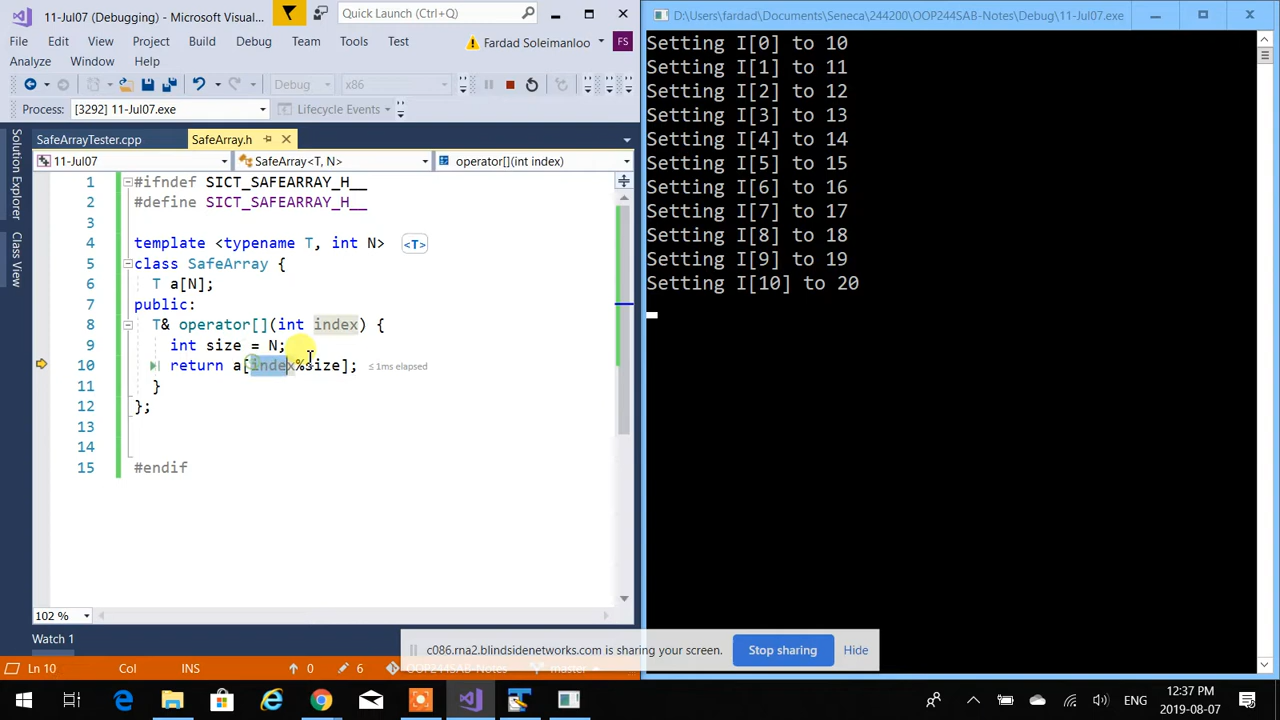 11-Jul07 (Debugging) - Microsoft Visual...
Quick Launch (Ctrl+Q)
D:\Users\fardad\Documents\Seneca\244200\OOP244SAB-Notes\Debug\11-Jul07.exe
File Edit View Project Build Debug Team Tools Test
Fardad Soleimanloo
FS
Analyze Window Help
Debug x86
Process: [3292] 11-Jul07.exe
Lifecycle Events
SafeArrayTester.cpp SafeArray.h
11-Jul07 SafeArray<T, N> operator[](int index)
Solution Explorer
Class View
1 #ifndef SICT_SAFEARRAY_H__
2 #define SICT_SAFEARRAY_H__
3
4 template <typename T, int N> <T>
5 class SafeArray {
6 T a[N];
7 public:
8 T& operator[](int index) {
9 int size = N;
10 return a[index%size]; ≤ 1ms elapsed
11 }
12 };
13
14
15 #endif
102 %
Watch 1
Ln 10 Col INS 0 6 OOP244SAB-Notes master
Setting I[0] to 10
Setting I[1] to 11
Setting I[2] to 12
Setting I[3] to 13
Setting I[4] to 14
Setting I[5] to 15
Setting I[6] to 16
Setting I[7] to 17
Setting I[8] to 18
Setting I[9] to 19
Setting I[10] to 20
c086.rna2.blindsidenetworks.com is sharing your screen. Stop sharing Hide
ENG
12:37 PM
2019-08-07